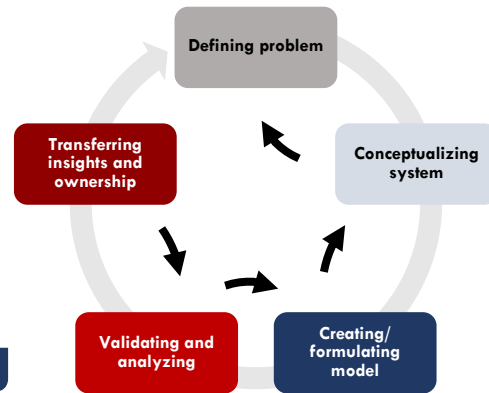 Defining problem
Conceptualizing
system
Creating/
formulating
model
Validating and
analyzing
Transferring
insights and
ownership